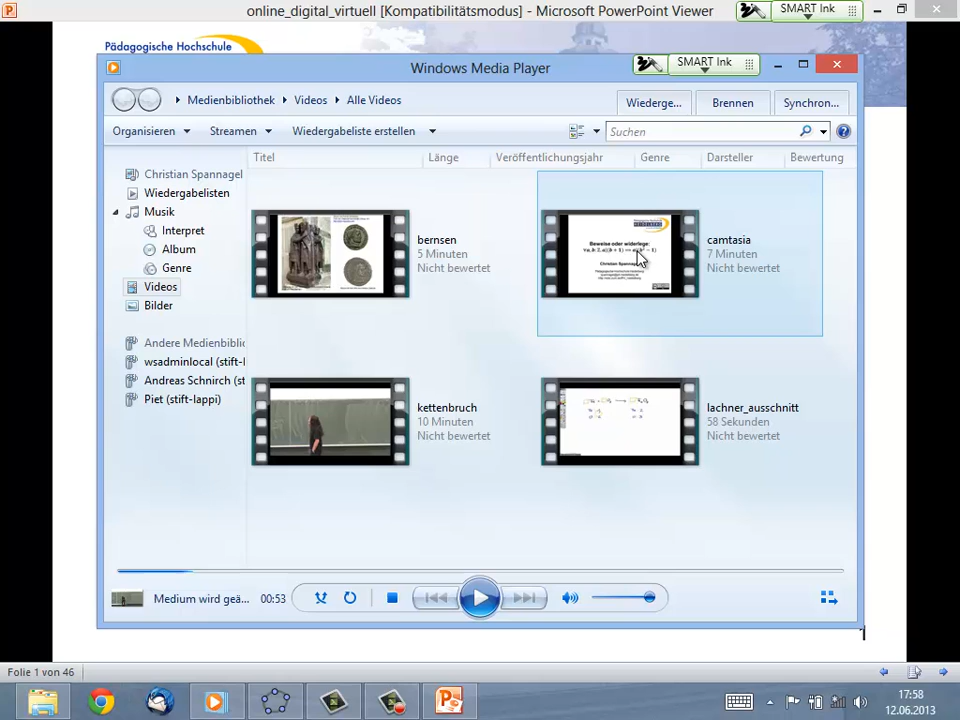 online_digital_virtuell [Kompatibilitätsmodus] - Microsoft PowerPoint Viewer
SMART Ink
Pädagogische Hochschule
Windows Media Player
SMART Ink
Medienbibliothek
Videos
Alle Videos
Wiederge...
Brennen
Synchron...
Organisieren
Streamen
Wiedergabeliste erstellen
Suchen
Titel
Länge
Veröffentlichungsjahr
Genre
Darsteller
Bewertung
Christian Spannagel
Wiedergabelisten
Musik
Interpret
Album
Genre
Videos
Bilder
Andere Medienbiblic
wsadminlocal (stift-l
Andreas Schnirch (st
Piet (stift-lappi)
bernsen
5 Minuten
Nicht bewertet
Beweise oder widerlege:
camtasia
7 Minuten
Nicht bewertet
kettenbruch
10 Minuten
Nicht bewertet
lachner_ausschnitt
58 Sekunden
Nicht bewertet
Medium wird geä...
00:53
1
Folie 1 von 46
17:58
12.06.2013